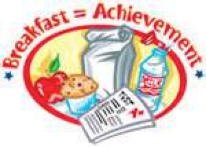 Breakfast = Achievement
A+